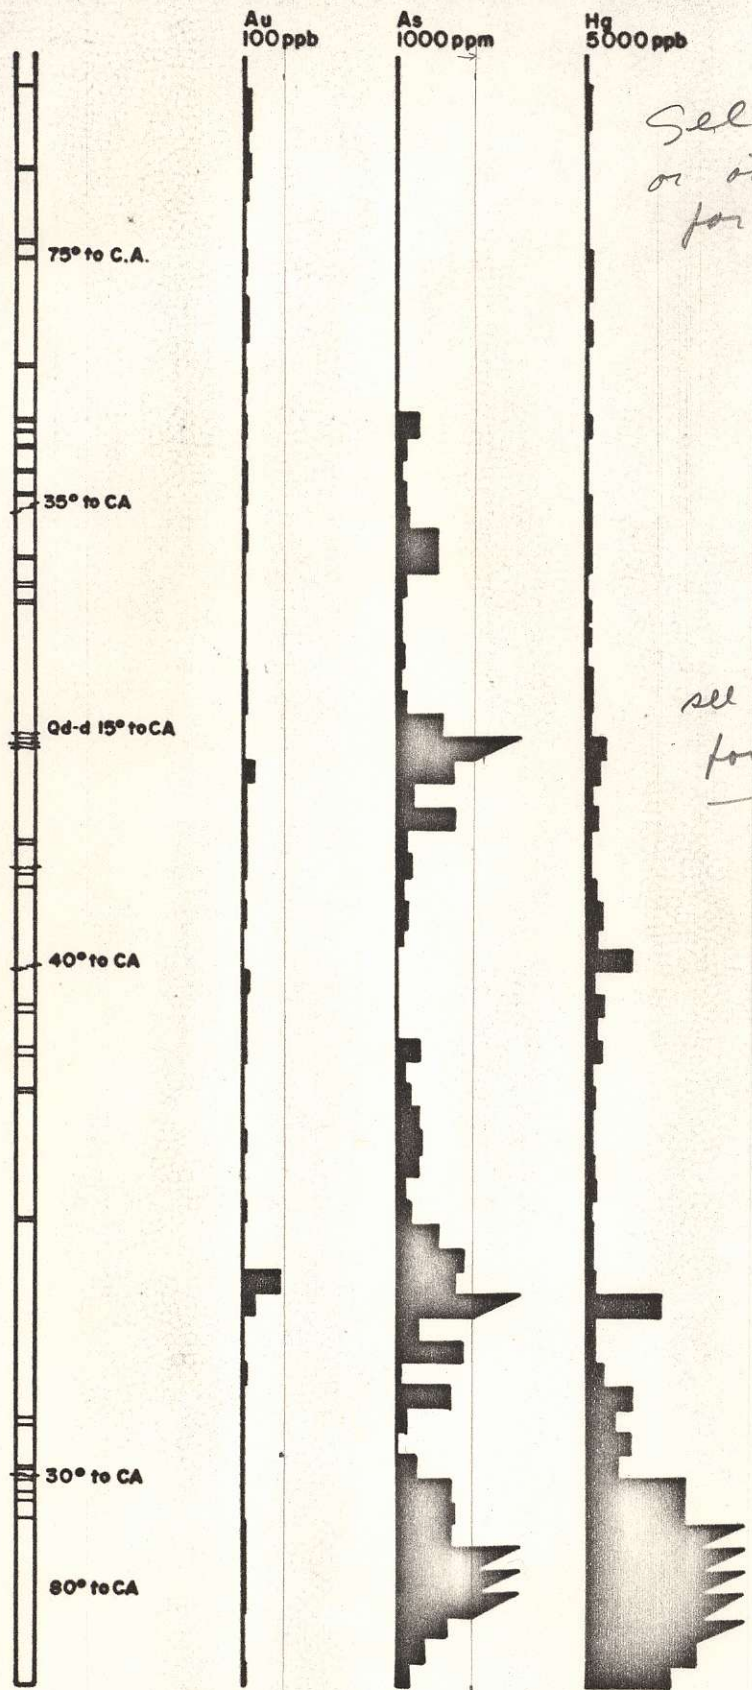 Au
100 ppb
As
1000 ppm
Hg
5000 ppb
or
for
75° to C.A.
35° to CA
see
Qd-d 15° to CA
for
40° to CA
30° to CA
80° to CA